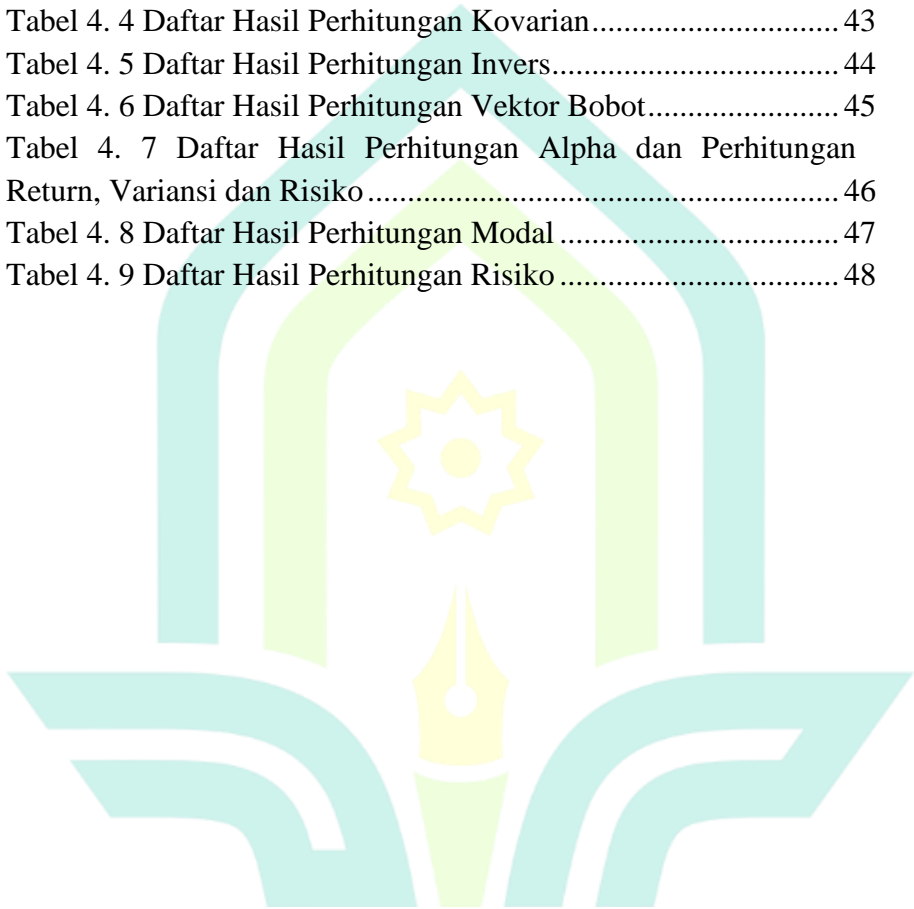 Tabel 4. 4 Daftar Hasil Perhitungan Kovarian................................ 43
Tabel 4. 5 Daftar Hasil Perhitungan Invers..................................... 44
Tabel 4. 6 Daftar Hasil Perhitungan Vektor Bobot......................... 45
Tabel 4. 7 Daftar Hasil Perhitungan Alpha dan Perhitungan
Return, Variansi dan Risiko ............................................................. 46
Tabel 4. 8 Daftar Hasil Perhitungan Modal .................................... 47
Tabel 4. 9 Daftar Hasil Perhitungan Risiko .................................... 48